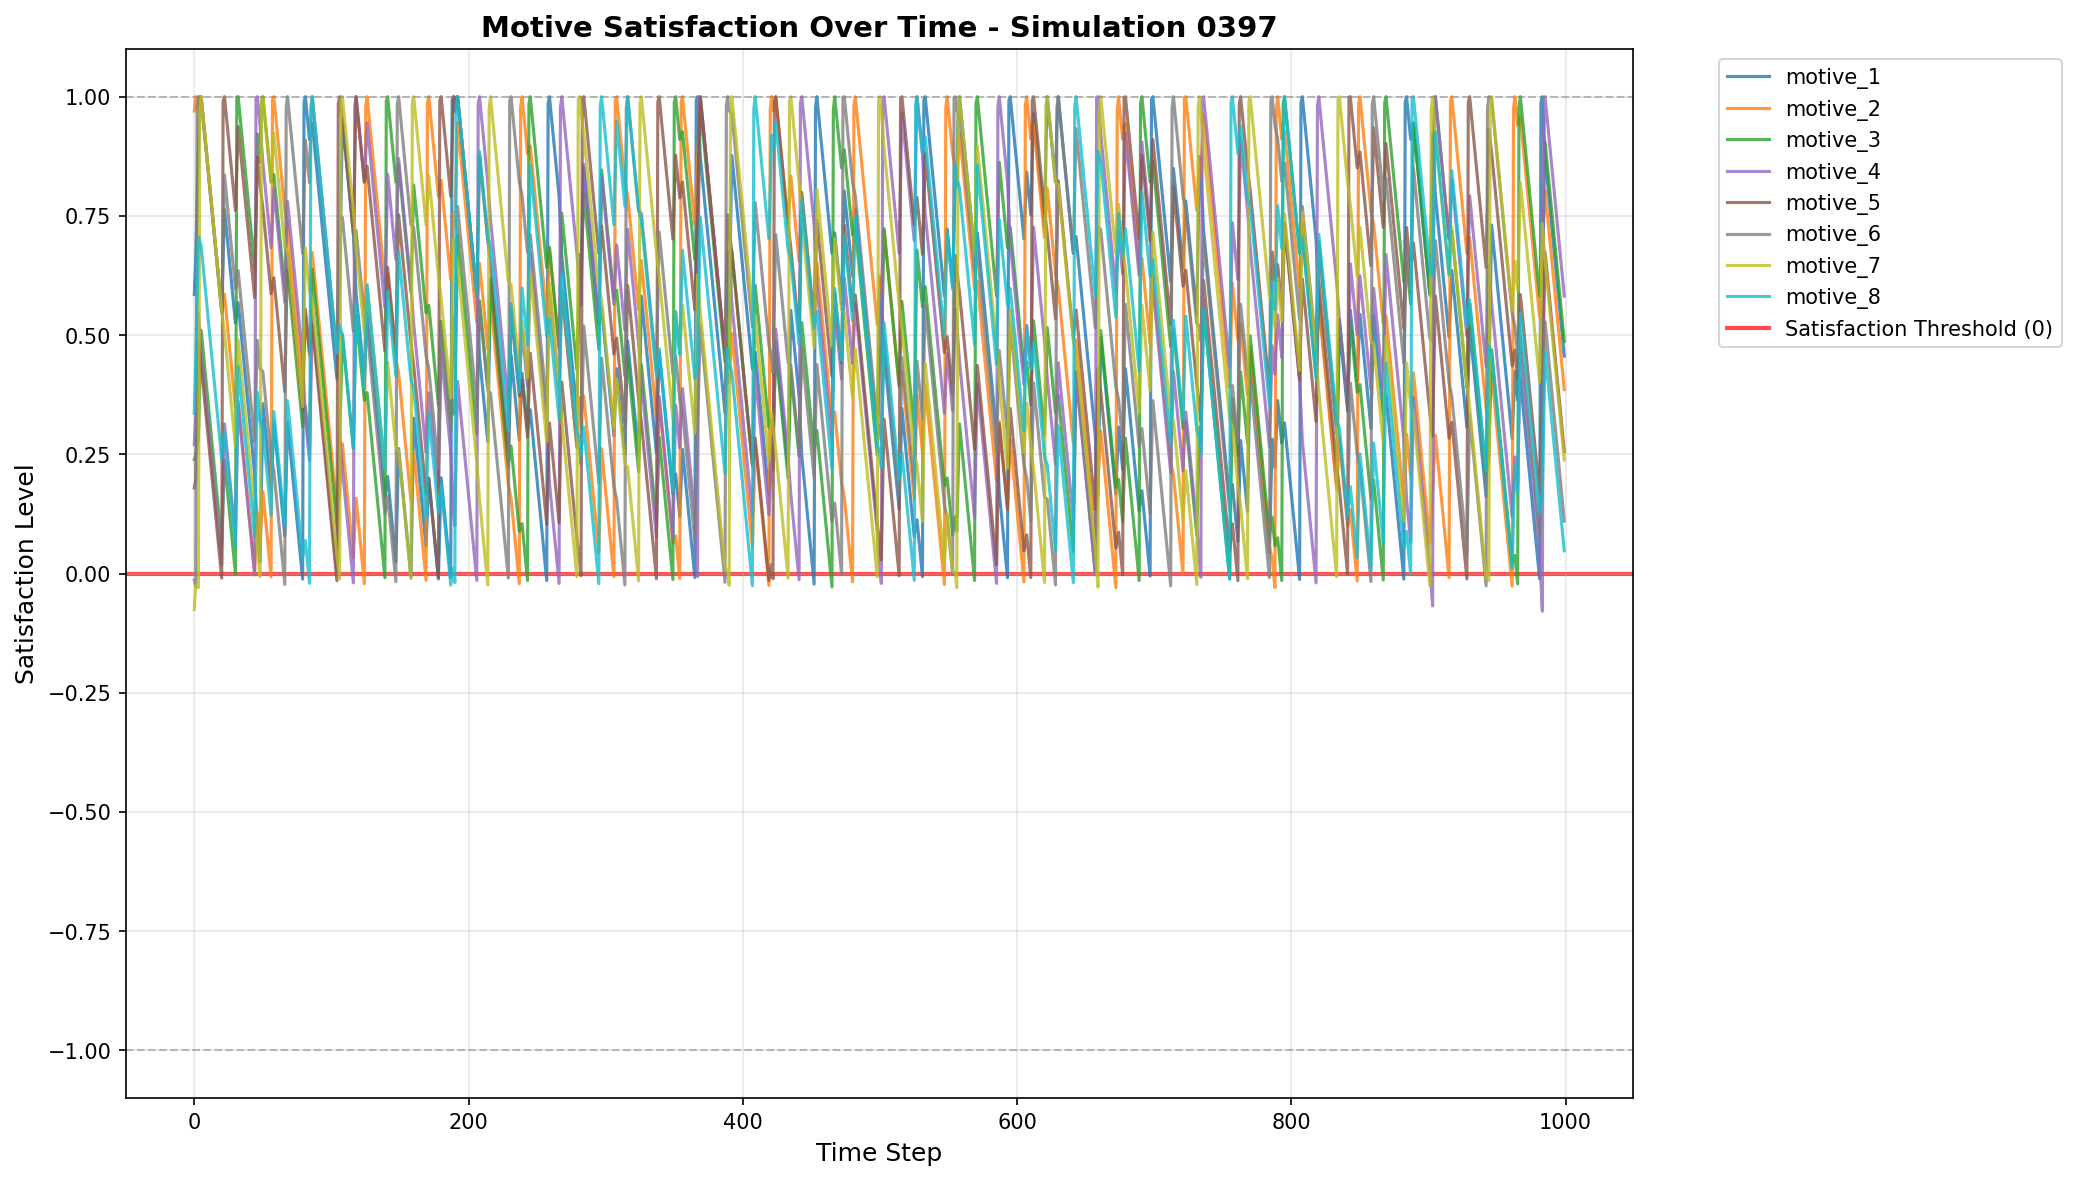 Motive Satisfaction Over Time - Simulation 0397
Satisfaction Level
1.00
0.75
0.50
0.25
0.00
−0.25
−0.50
−0.75
−1.00
0
200
400
600
800
1000
Time Step
motive_1
motive_2
motive_3
motive_4
motive_5
motive_6
motive_7
motive_8
Satisfaction Threshold (0)